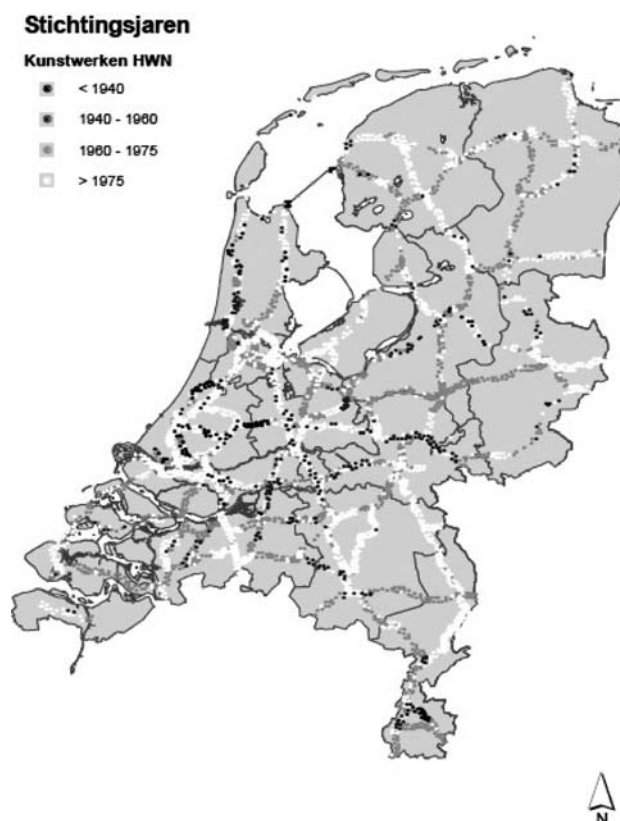 Stichtingsjaren
Kunstwerken HWN
< 1940
1940 - 1960
1960 - 1975
> 1975
N